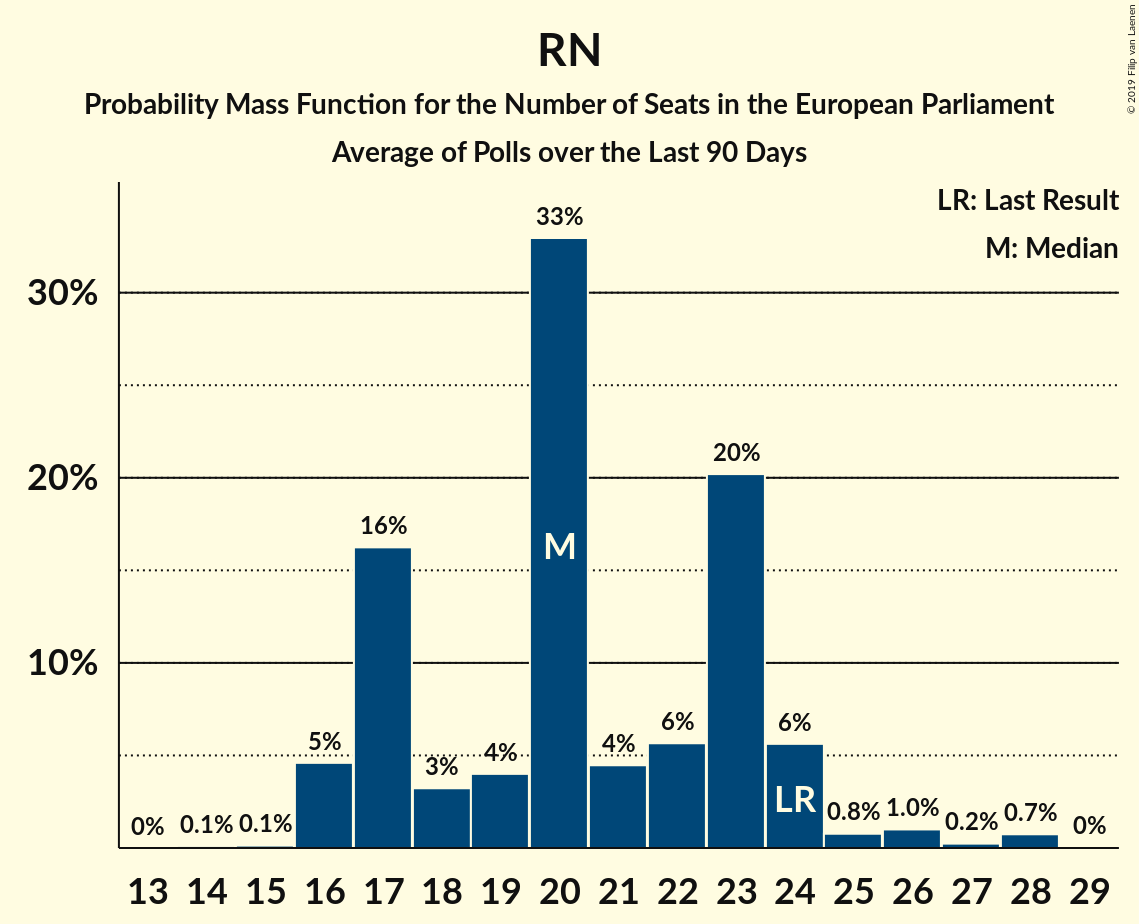 RN
Probability Mass Function for the Number of Seats in the European Parliament
Average of Polls over the Last 90 Days
© 2019 Filip van Laenen
LR: Last Result
M: Median
30%
20%
10%
0% 0.1% 0.1% 5% 16% 3% 4% 33% 4% 6% 20% 6% 0.8% 1.0% 0.2% 0.7% 0%
M
LR
13 14 15 16 17 18 19 20 21 22 23 24 25 26 27 28 29